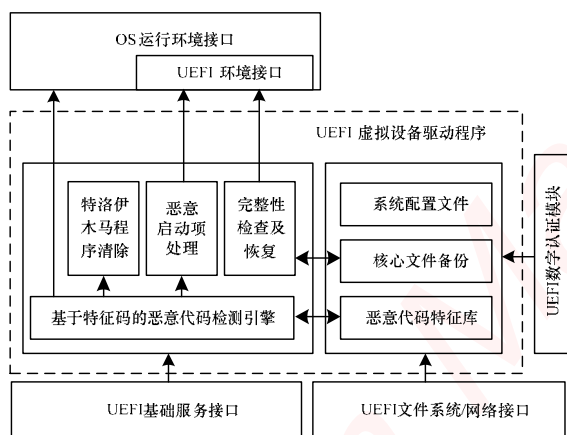 OS运行环境接口
UEFI 环境接口
UEFI 虚拟设备驱动程序
特洛伊
木马程
序清除
恶意
启动项
处理
完整性
检查及
恢复
系统配置文件
核心文件备份
基于特征码的恶意代码检测引擎
恶意代码特征库
UEFI数字认证模块
UEFI基础服务接口
UEFI文件系统/网络接口